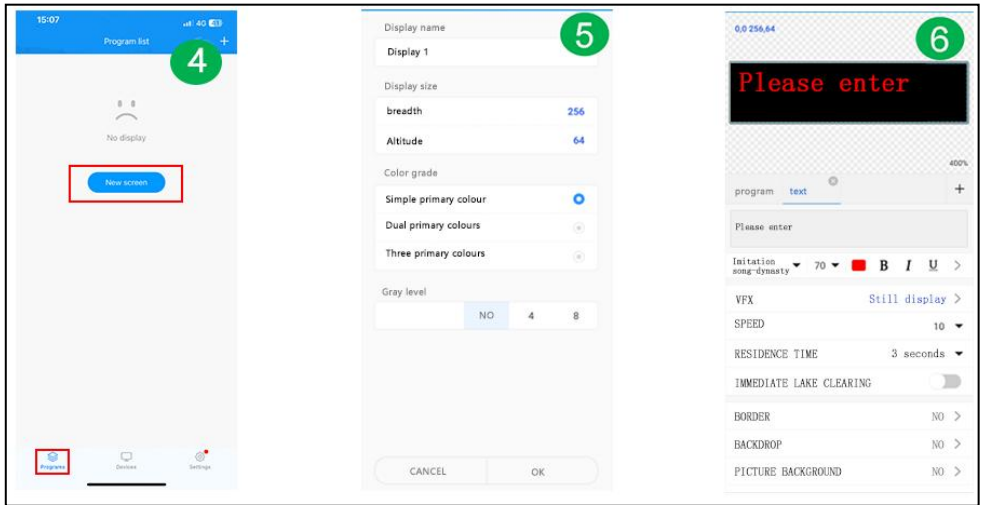 15:07
4G 43
Program list
+
4
No display
New screen
Programs
Devices
Settings
5
Display name
Display 1
Display size
breadth 256
Altitude 64
Color grade
Simple primary colour
Dual primary colours
Three primary colours
Gray level
NO 4 8
CANCEL OK
6
0,0 256,64
Please enter
400%
program text +
Please enter
Imitation
song-dynasty 70 B I U >
VFX Still display >
SPEED 10
RESIDENCE TIME 3 seconds
IMMEDIATE LAKE CLEARING
BORDER NO >
BACKDROP NO >
PICTURE BACKGROUND NO >